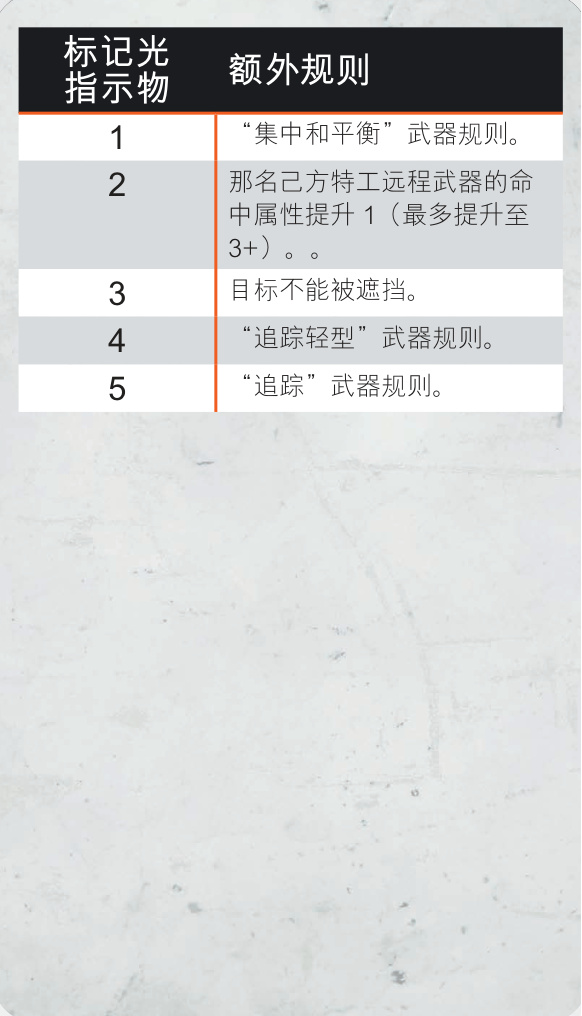 标记光
指示物
额外规则
1
“集中和平衡”武器规则。
2
那名己方特工远程武器的命
中属性提升 1（最多提升至
3+）。。
3
目标不能被遮挡。
4
“追踪轻型”武器规则。
5
“追踪”武器规则。